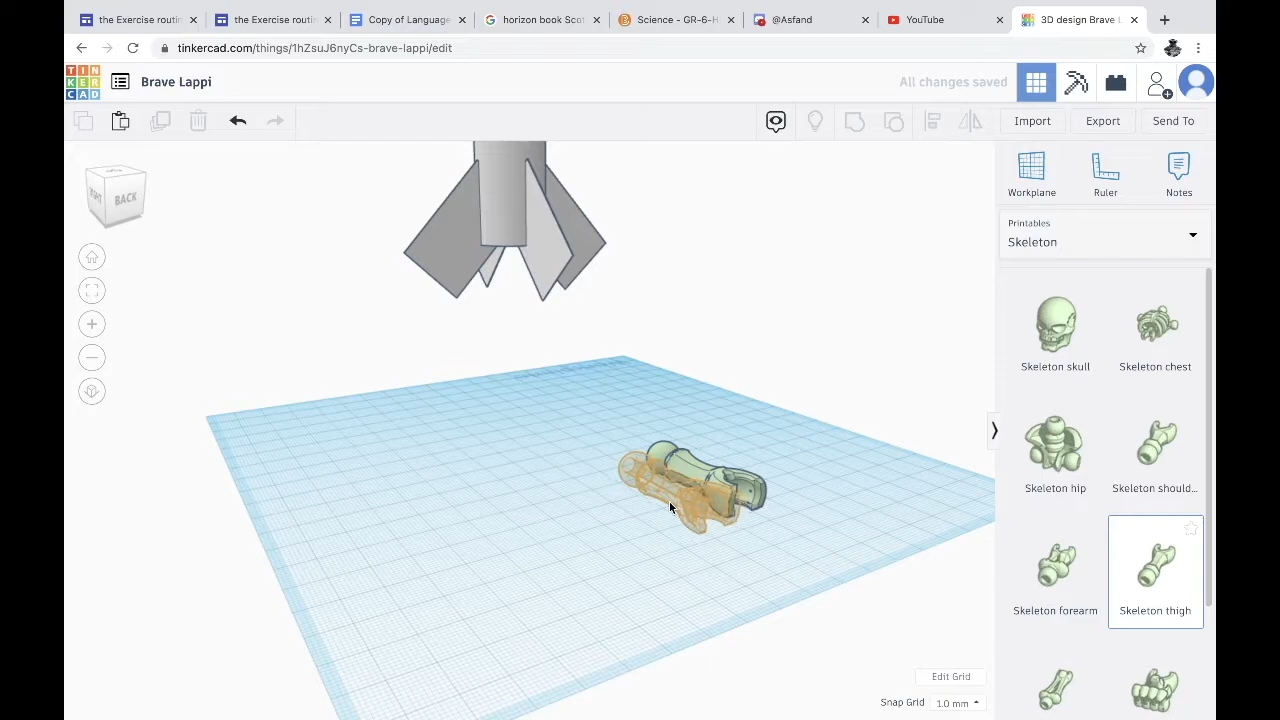 the Exercise routin
the Exercise routin
Copy of Language
horizon book Scot
Science - GR-6-H
@Asfand
YouTube
3D design Brave L
tinkercad.com/things/1hZsuJ6nyCs-brave-lappi/edit
TIN
KER
CAD
Brave Lappi
All changes saved
Import
Export
Send To
BACK
Workplane
Ruler
Notes
Printables
Skeleton
Skeleton skull
Skeleton chest
Skeleton hip
Skeleton should...
Skeleton forearm
Skeleton thigh
Edit Grid
Snap Grid
1.0 mm